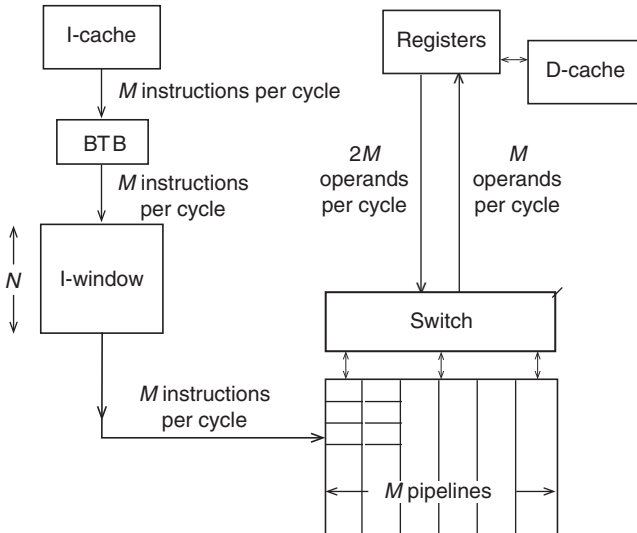 I-cache
M instructions per cycle
BTB
M instructions
per cycle
N
I-window
M instructions
per cycle
Registers
D-cache
2M
operands
per cycle
M
operands
per cycle
Switch
M pipelines